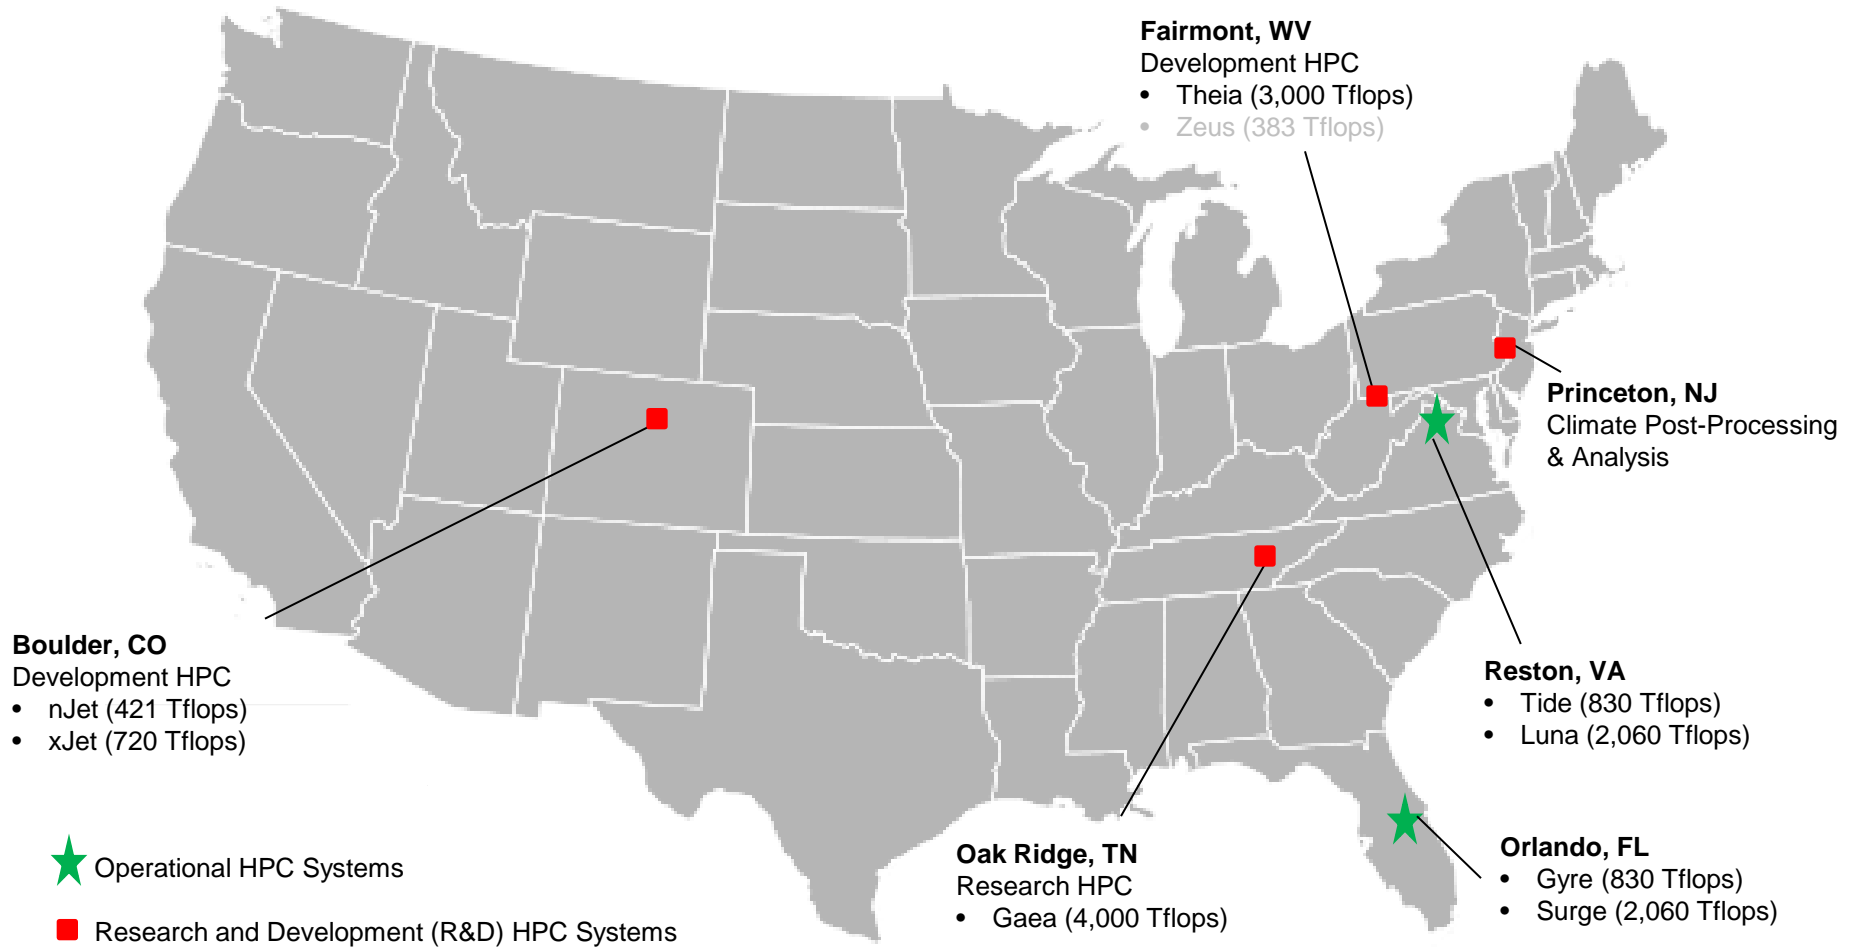 Fairmont, WV
Development HPC
• Theia (3,000 Tflops)
• Zeus (383 Tflops)
Princeton, NJ
Climate Post-Processing
& Analysis
Boulder, CO
Development HPC
• nJet (421 Tflops)
• xJet (720 Tflops)
Reston, VA
• Tide (830 Tflops)
• Luna (2,060 Tflops)
Oak Ridge, TN
Research HPC
• Gaea (4,000 Tflops)
Orlando, FL
• Gyre (830 Tflops)
• Surge (2,060 Tflops)
Operational HPC Systems
Research and Development (R&D) HPC Systems